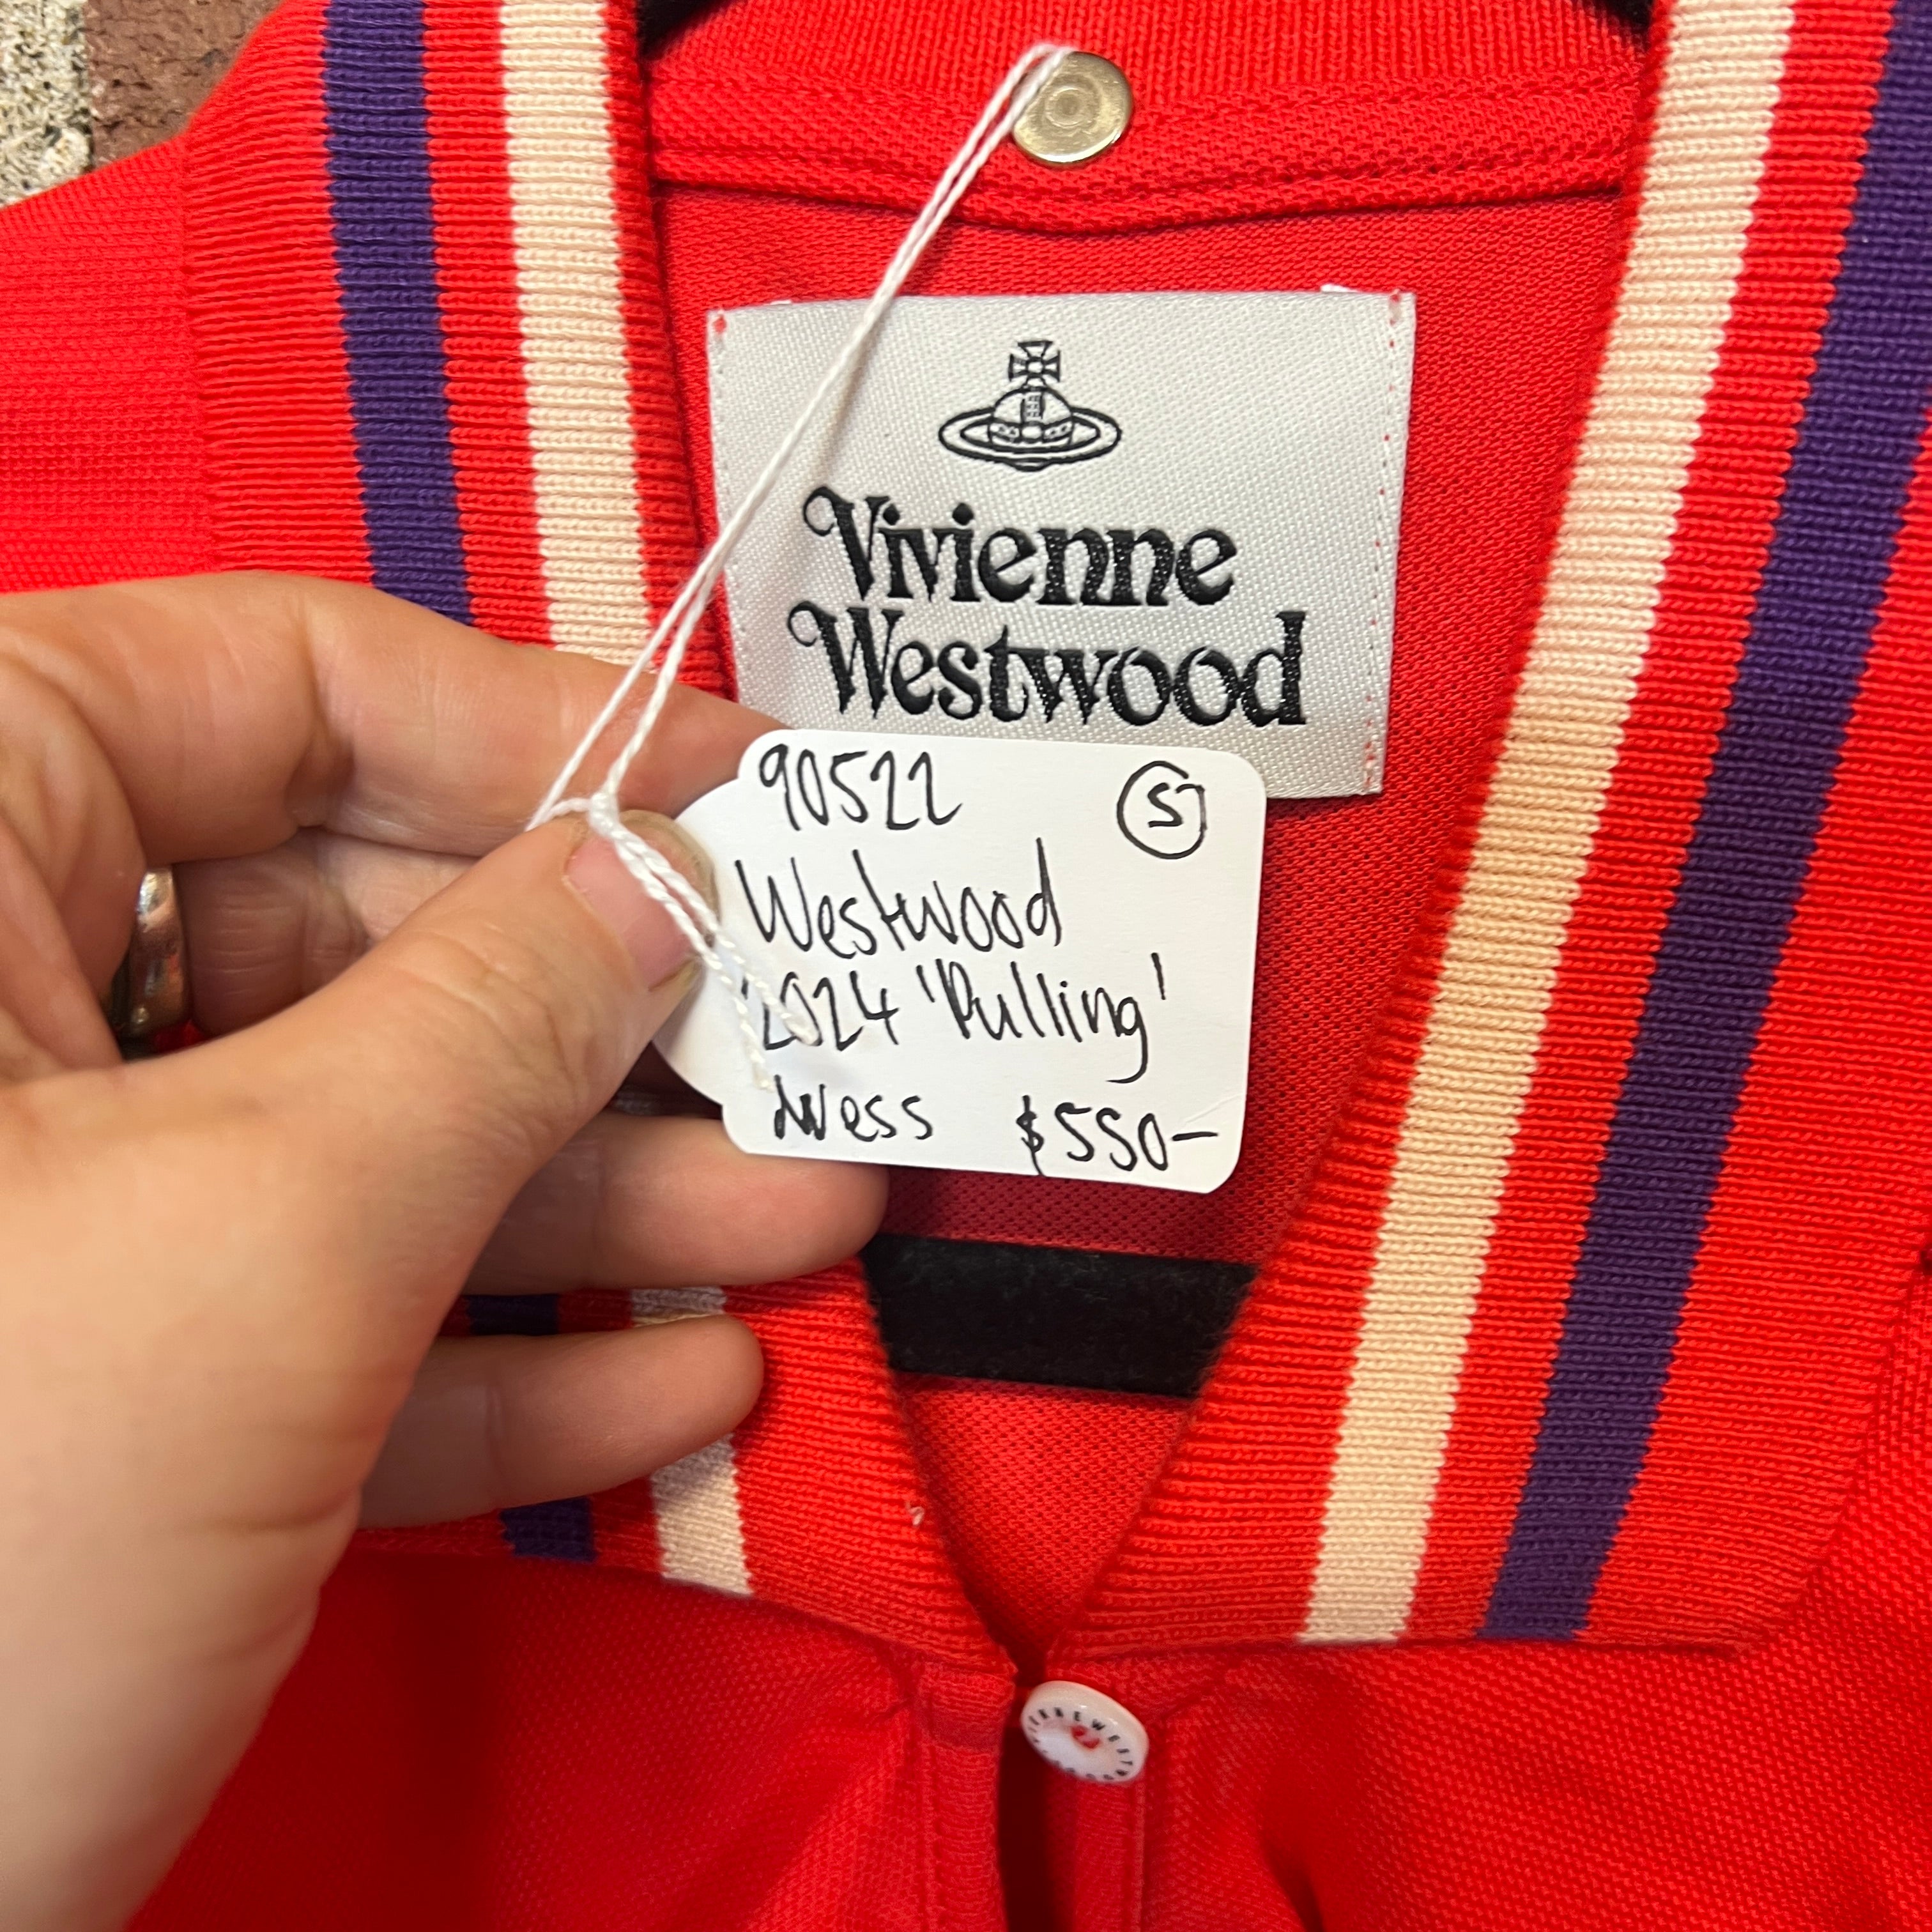 Vivienne
Westwood
90522 S
Westwood
2024 'Pulling'
dress $550-